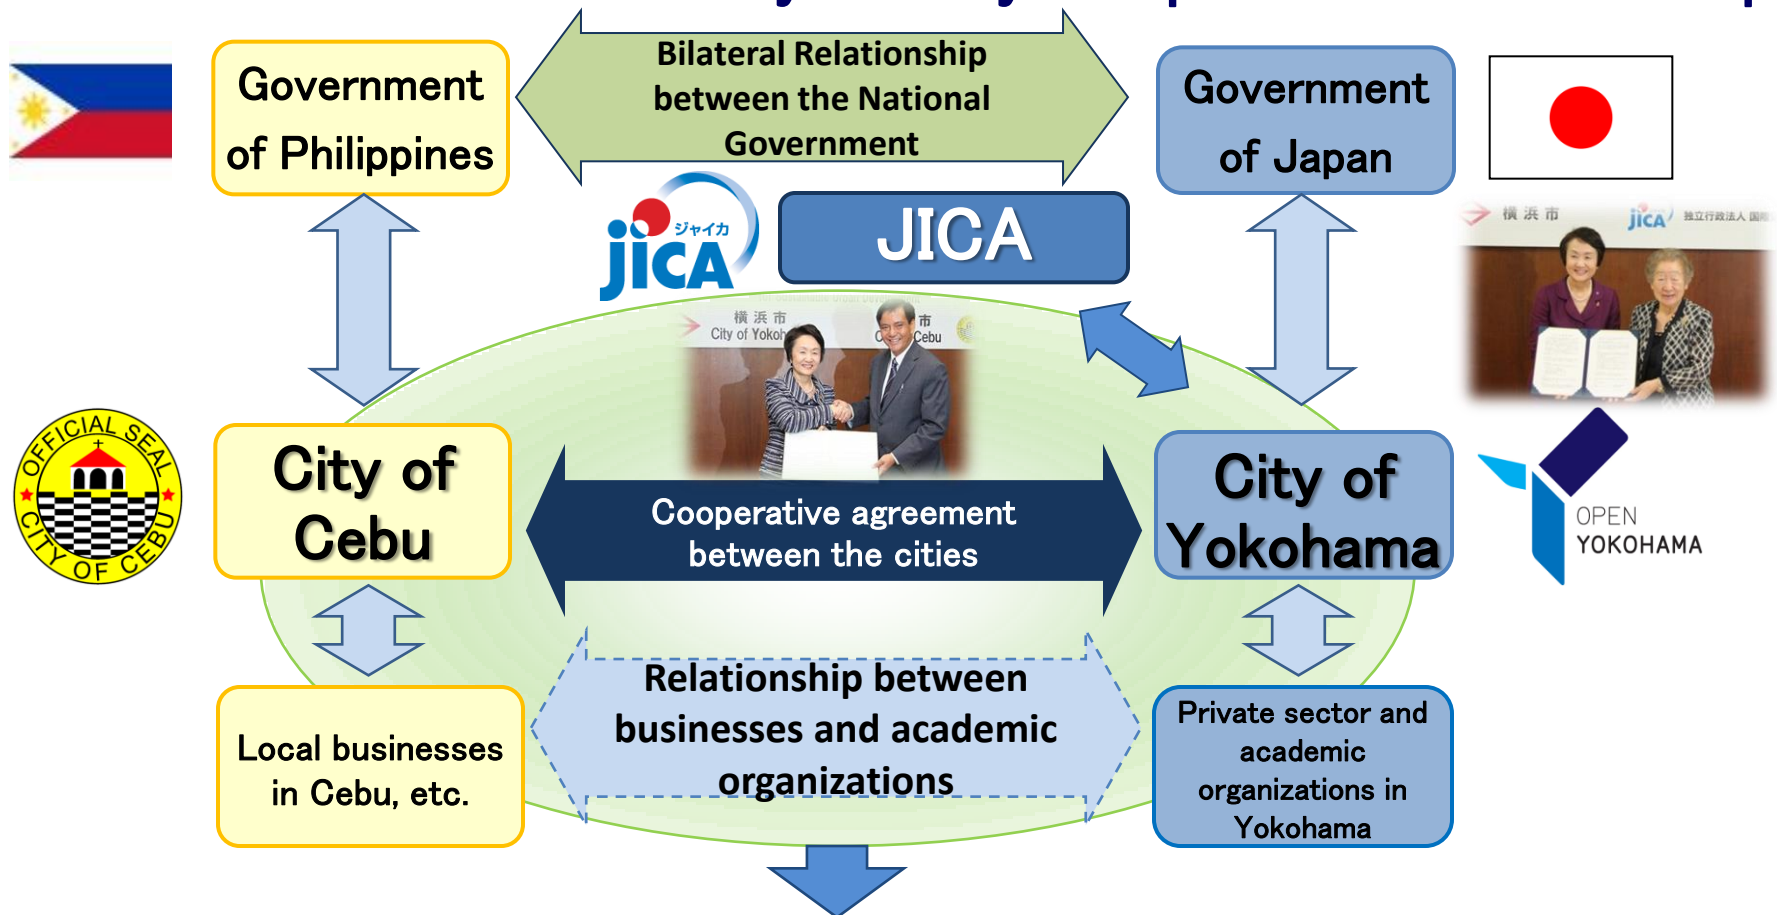 Bilateral Relationship
between the National
Government
Government
of Philippines
Government
of Japan
ジャイカ
JICA
JICA
横浜市
JICA
独立行政法人 国際
横浜市
City of Yokoh
市
Cebu
OFFICIAL SEAL
CITY OF CEBU
City of
Cebu
Cooperative agreement
between the cities
City of
Yokohama
OPEN
YOKOHAMA
Relationship between
businesses and academic
organizations
Local businesses
in Cebu, etc.
Private sector and
academic
organizations in
Yokohama